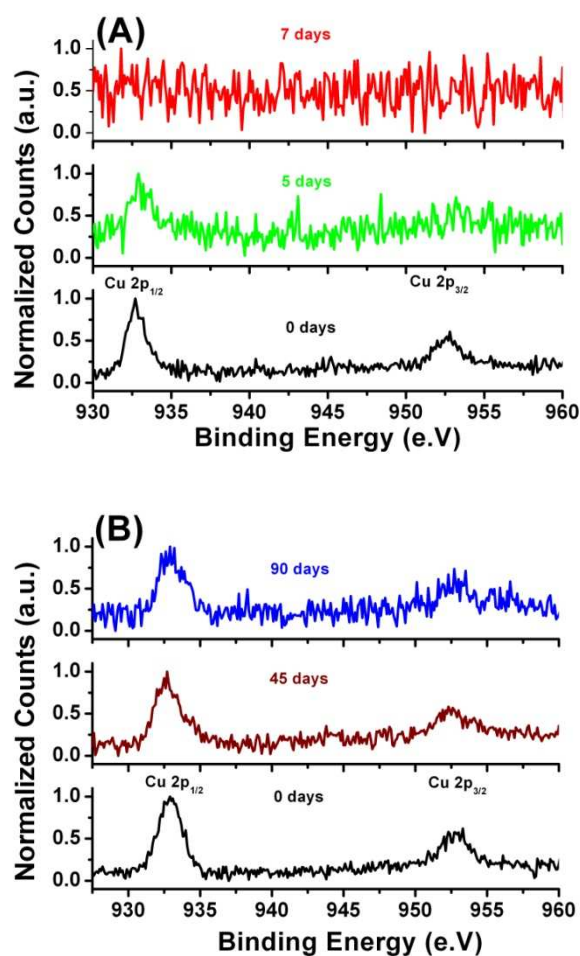 (A)
7 days
1.0
0.5
0.0
5 days
1.0
0.5
0.0
Cu 2p1/2
Cu 2p3/2
0 days
1.0
0.5
0.0
930 935 940 945 950 955 960
Binding Energy (e.V)
Normalized Counts (a.u.)
(B)
90 days
1.0
0.5
0.0
45 days
1.0
0.5
0.0
Cu 2p1/2
0 days
Cu 2p3/2
1.0
0.5
0.0
930 935 940 945 950 955 960
Binding Energy (e.V)
Normalized Counts (a.u.)